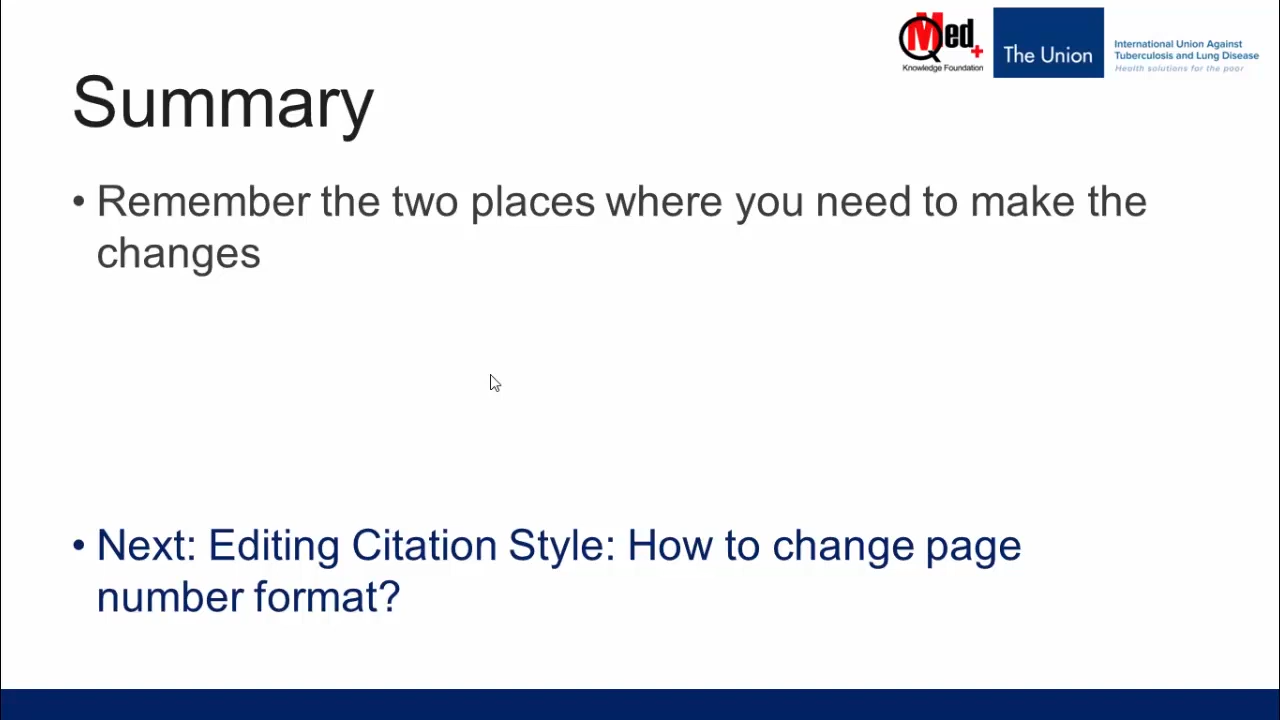 QMed
Knowledge Foundation
The Union
International Union Against
Tuberculosis and Lung Disease
Health solutions for the poor
Summary
• Remember the two places where you need to make the
changes
• Next: Editing Citation Style: How to change page
number format?